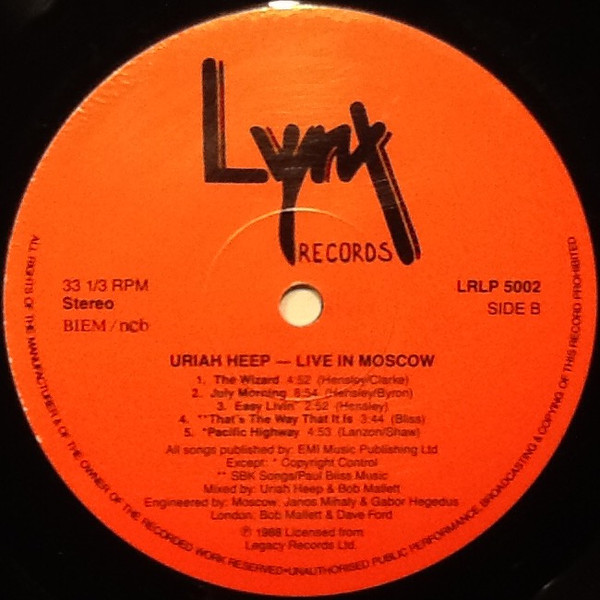 Lynx
RECORDS
33 1/3 RPM
Stereo
BIEM/ncb
LRLP 5002
SIDE B
URIAH HEEP — LIVE IN MOSCOW
1. The Wizard 4:52 (Hensley/Clarke)
2. July Morning 8:54 (Hensley/Byron)
3. Easy Livin' 2:52 (Hensley)
4. **That's The Way That It Is 3:44 (Bliss)
5. *Pacific Highway 4:53 (Lanzon/Shaw)
All songs published by: EMI Music Publishing Ltd
Except: * Copyright Control
** SBK Songs/Paul Bliss Music
Mixed by: Uriah Heep & Bob Mallett
Engineered by: Moscow, Janos Mihaly & Gabor Hegedus
London, Bob Mallett & Dave Ford
℗ 1988 Licensed from
Legacy Records Ltd.
ALL RIGHTS OF THE MANUFACTURER & OF THE OWNER OF THE RECORDED WORK RESERVED•UNAUTHORISED PUBLIC PERFORMANCE, BROADCASTING & COPYING OF THIS RECORD PROHIBITED